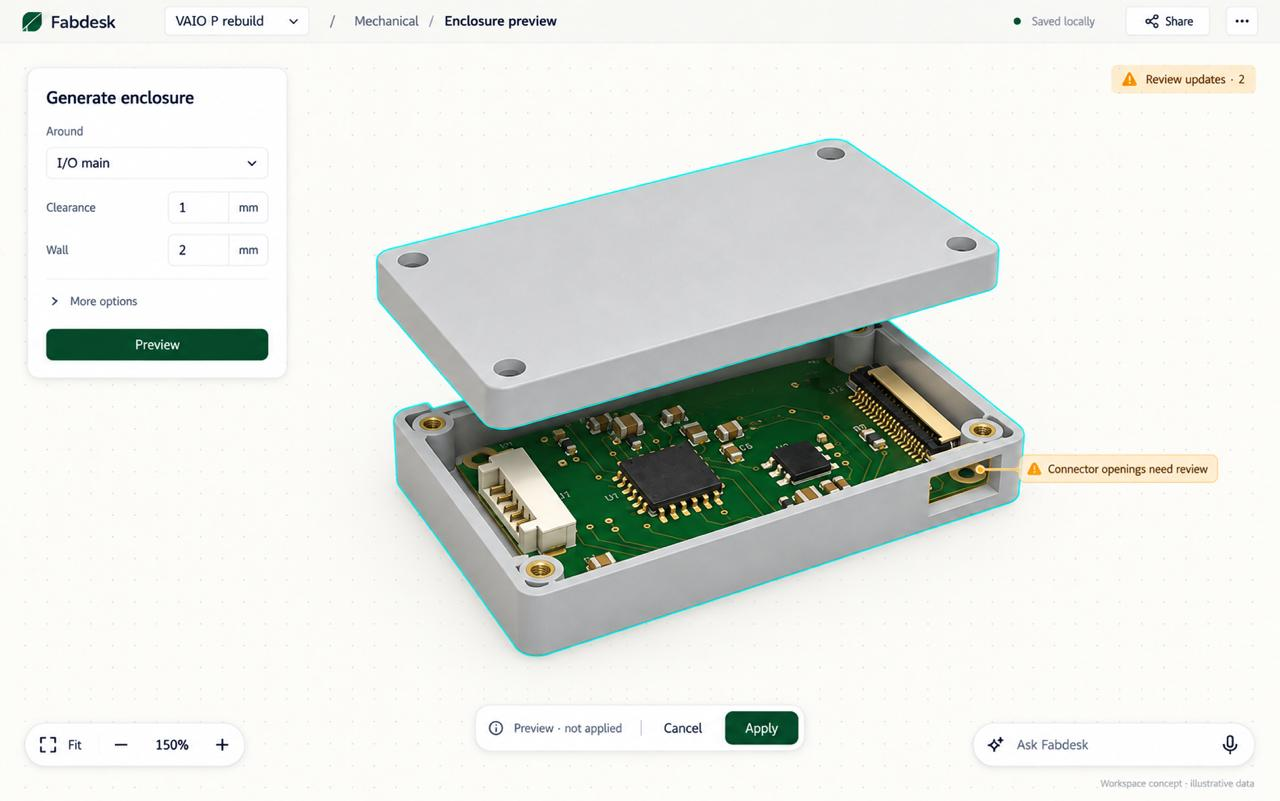 Fabdesk
VAIO P rebuild
/
Mechanical / Enclosure preview
Saved locally
Share
Review updates · 2
Generate enclosure
Around
I/O main
Clearance
1 mm
Wall
2 mm
More options
Preview
Connector openings need review
Fit
150%
Preview · not applied
Cancel
Apply
Ask Fabdesk
Workspace concept · illustrative data